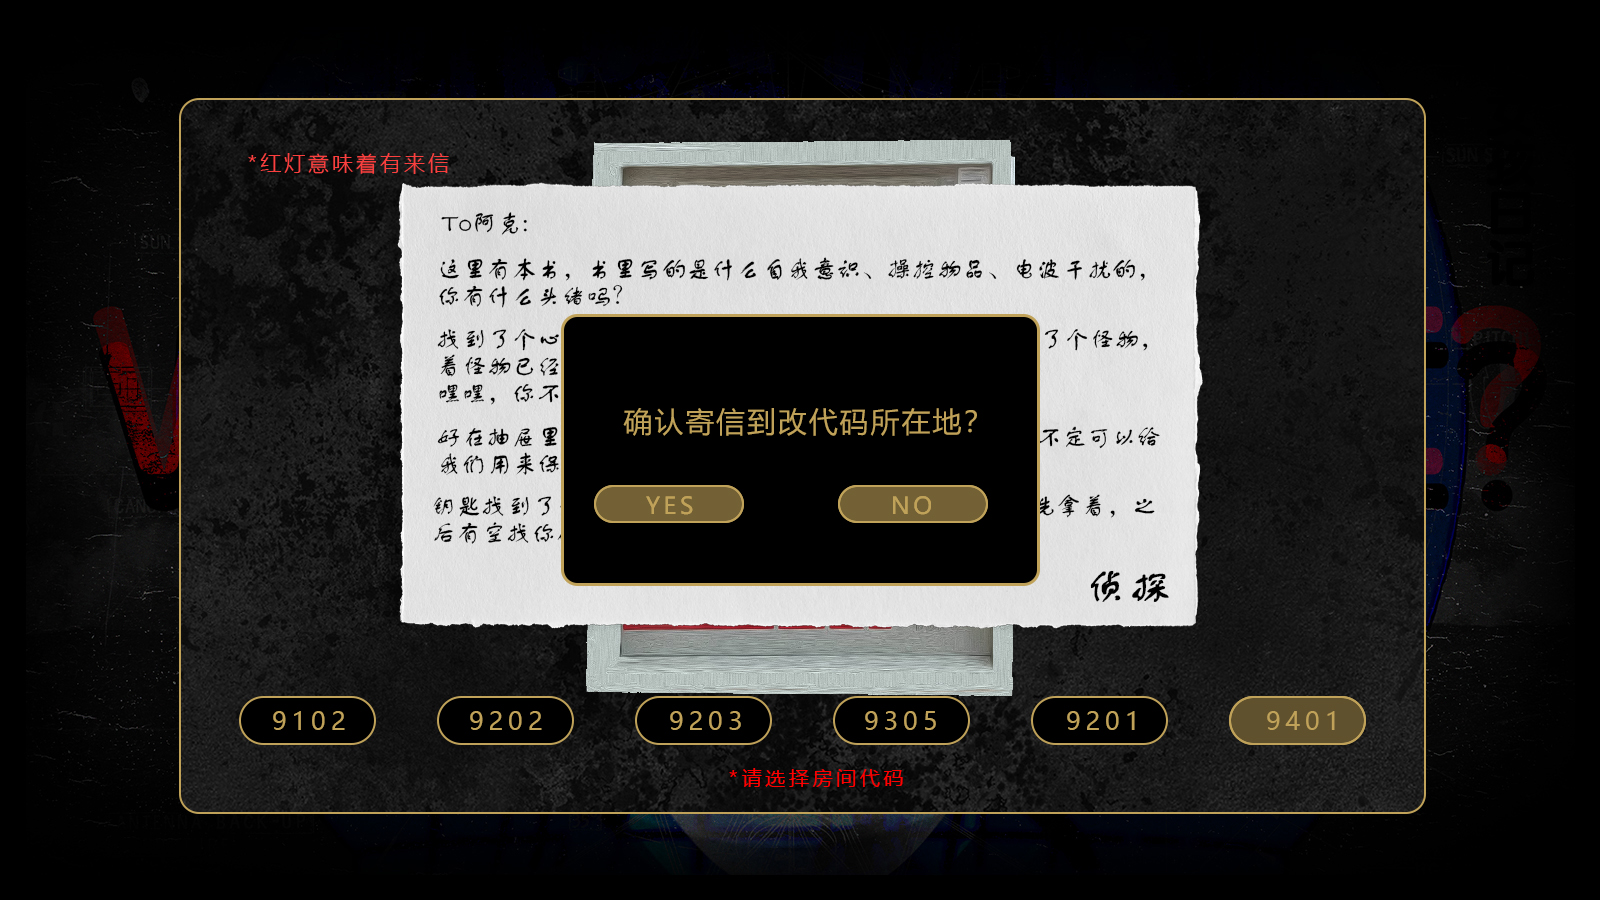 *红灯意味着有来信
To阿克:
这里有本书，书里写的是什么自我意识、操控物品、电波干扰的，
你有什么头绪吗？
找到了个心
了个怪物，
着怪物已经
嘿嘿，你不
好在抽屉里
不定可以给
我们用来保
钥匙找到了
先拿着，之
后有空找你
侦探
确认寄信到改代码所在地？
YES
NO
9102
9202
9203
9305
9201
9401
*请选择房间代码